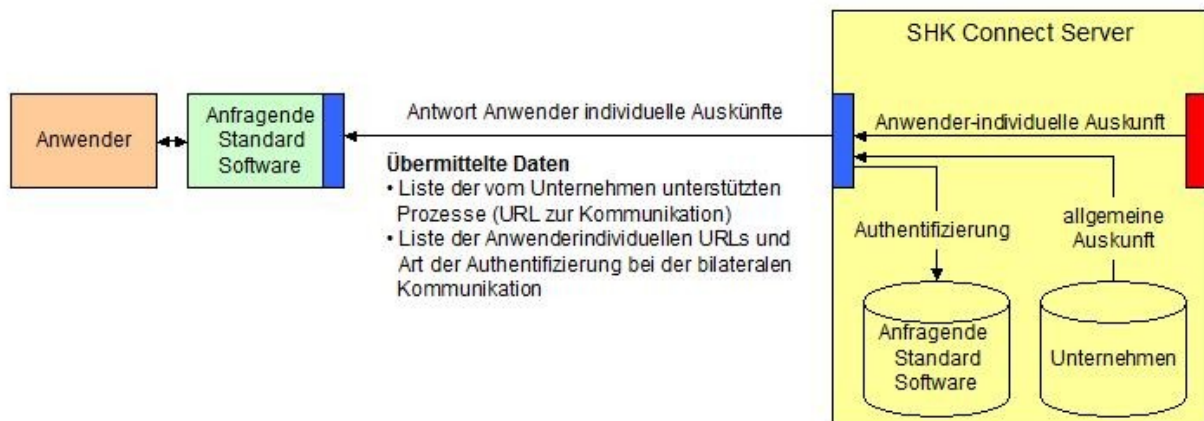 SHK Connect Server
Anwender
Anfragende
Standard
Software
Antwort Anwender individuelle Auskünfte
Übermittelte Daten
• Liste der vom Unternehmen unterstützten
Prozesse (URL zur Kommunikation)
• Liste der Anwenderindividuellen URLs und
Art der Authentifizierung bei der bilateralen
Kommunikation
Anwender-individuelle Auskunft
Authentifizierung
allgemeine
Auskunft
Anfragende
Standard
Software
Unternehmen